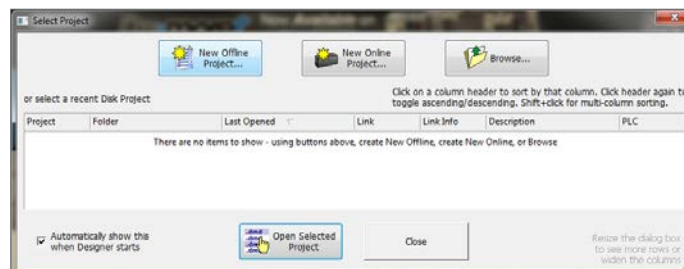 Select Project
New Offline
Project...
New Online
Project...
Browse...
or select a recent Disk Project
Click on a column header to sort by that column. Click header again to
toggle ascending/descending. Shift+click for multi-column sorting.
Project Folder Last Opened Link Link Info Description PLC
There are no items to show - using buttons above, create New Offline, create New Online, or Browse
Automatically show this
when Designer starts
Open Selected
Project
Close
Resize the dialog box
to see more rows or
widen the columns